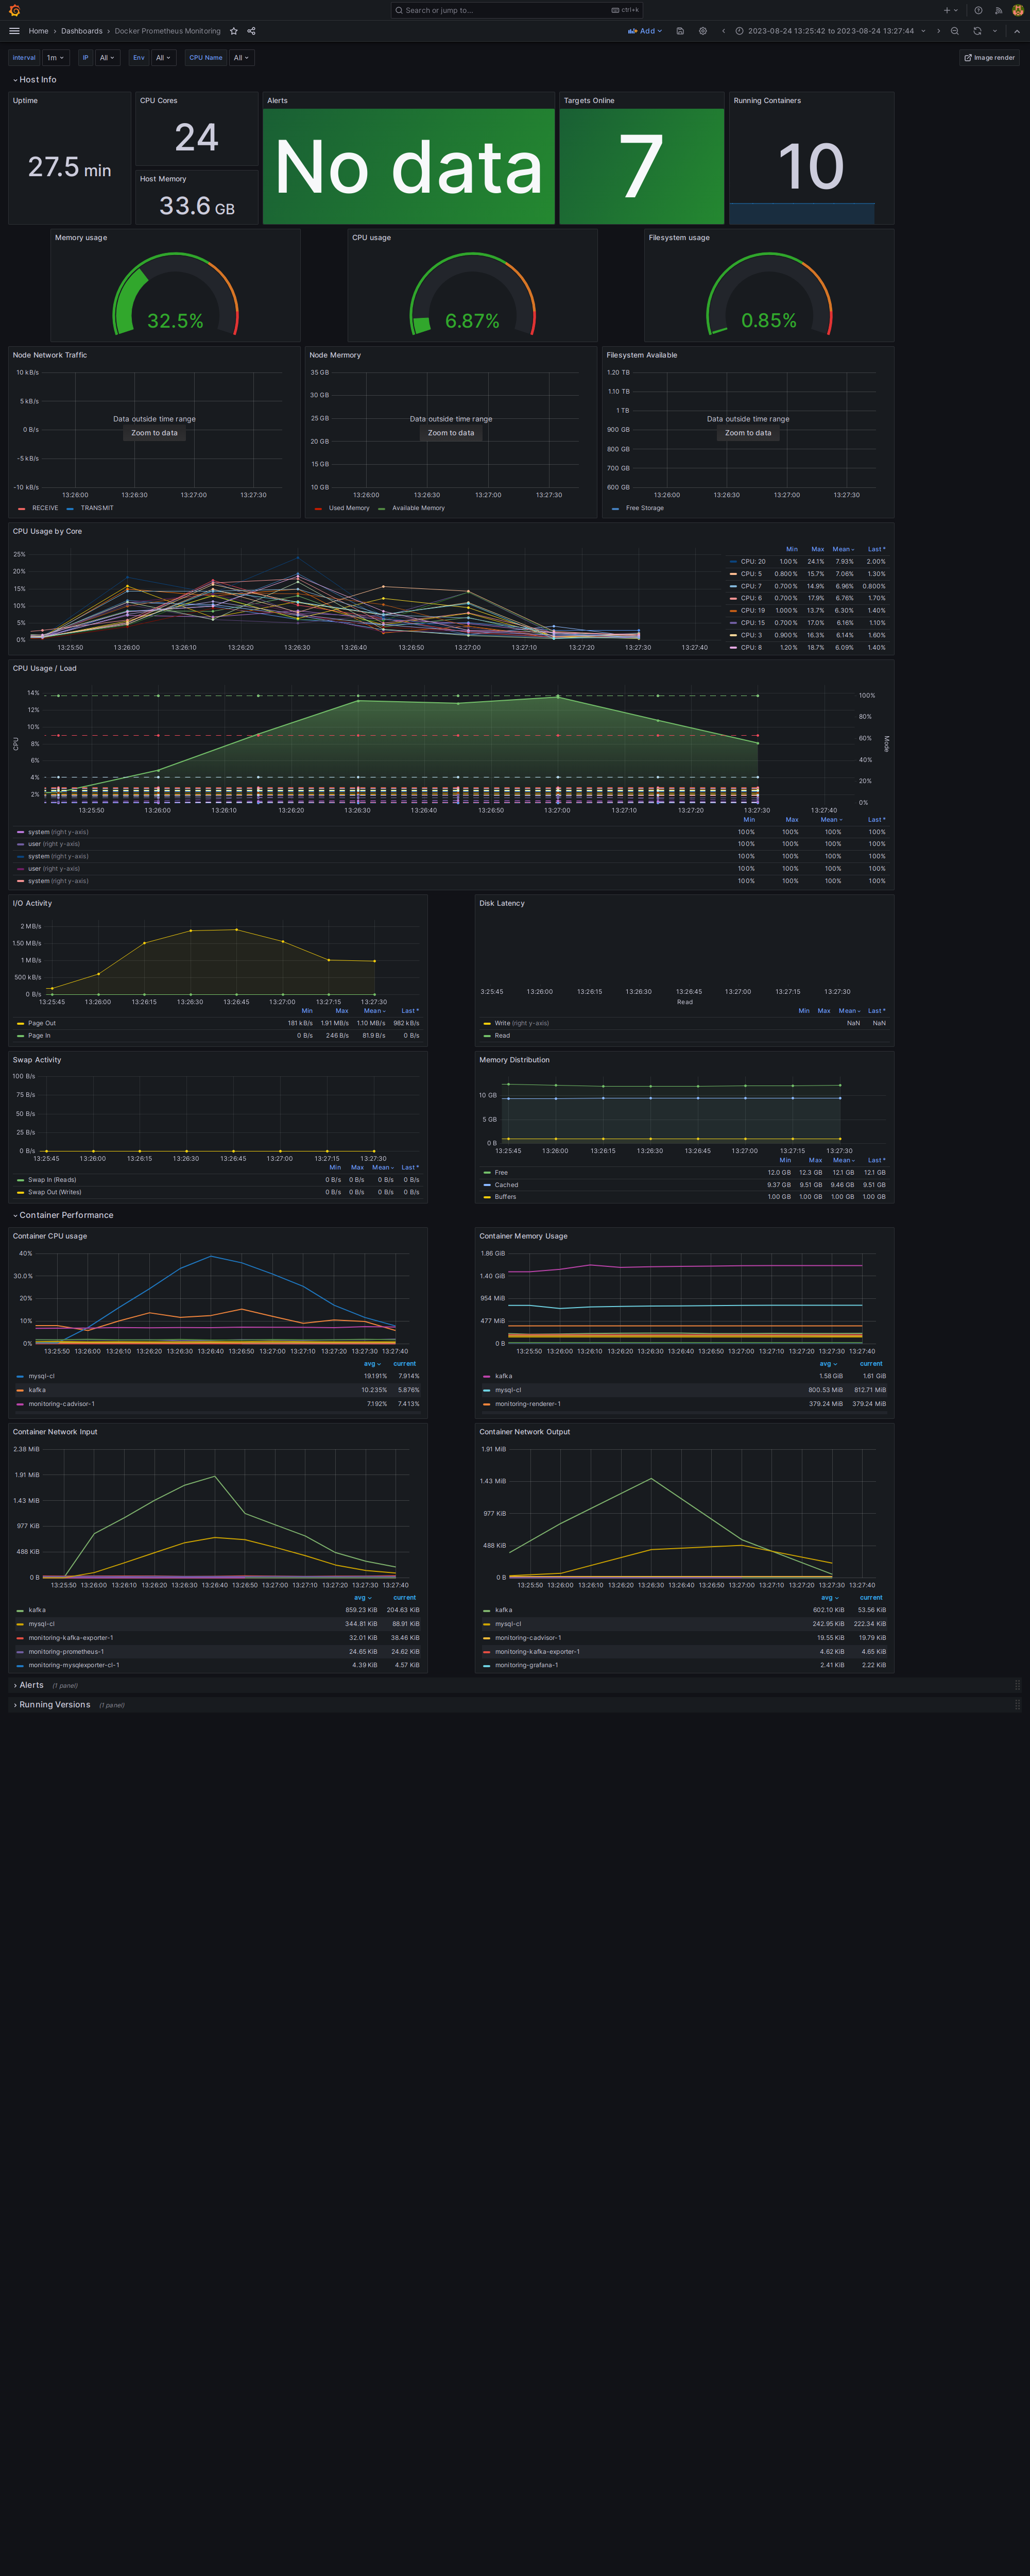 Search or jump to... ctrl+k
Home › Dashboards › Docker Prometheus Monitoring Add 2023-08-24 13:25:42 to 2023-08-24 13:27:44
Interval 1m IP All Env All CPU Name All Image render
Host Info
Uptime CPU Cores Alerts Targets Online Running Containers
27.5 min 24 No data 7 10
Host Memory
33.6 GB
Memory usage CPU usage Filesystem usage
32.5% 6.87% 0.85%
Node Network Traffic Node Mermory Filesystem Available
10 kB/s 35 GB 1.20 TB
5 kB/s 30 GB 1.10 TB
0 B/s 25 GB 1 TB
-5 kB/s 20 GB 900 GB
-10 kB/s 15 GB 800 GB
10 GB 700 GB
600 GB
Data outside time range Data outside time range Data outside time range
Zoom to data Zoom to data Zoom to data
13:26:00 13:26:30 13:27:00 13:27:30 13:26:00 13:26:30 13:27:00 13:27:30 13:26:00 13:26:30 13:27:00 13:27:30
RECEIVE TRANSMIT Used Memory Available Memory Free Storage
CPU Usage by Core
25%
20%
15%
10%
5%
0%
13:25:50 13:26:00 13:26:10 13:26:20 13:26:30 13:26:40 13:26:50 13:27:00 13:27:10 13:27:20 13:27:30 13:27:40
Min Max Mean Last *
CPU: 20 1.00% 24.1% 7.93% 2.00%
CPU: 5 0.800% 15.7% 7.06% 1.30%
CPU: 7 0.700% 14.9% 6.96% 0.800%
CPU: 6 0.700% 17.9% 6.76% 1.70%
CPU: 19 1.000% 13.7% 6.30% 1.40%
CPU: 15 0.700% 17.0% 6.16% 1.10%
CPU: 3 0.900% 16.3% 6.14% 1.60%
CPU: 8 1.20% 18.7% 6.09% 1.40%
CPU Usage / Load
14% 100%
12% 80%
10% 60%
8% 40%
6% 20%
4% 0%
2%
CPU Mode
13:25:50 13:26:00 13:26:10 13:26:20 13:26:30 13:26:40 13:26:50 13:27:00 13:27:10 13:27:20 13:27:30 13:27:40
Min Max Mean Last *
system (right y-axis) 100% 100% 100% 100%
user (right y-axis) 100% 100% 100% 100%
system (right y-axis) 100% 100% 100% 100%
user (right y-axis) 100% 100% 100% 100%
system (right y-axis) 100% 100% 100% 100%
I/O Activity
2 MB/s
1.50 MB/s
1 MB/s
500 kB/s
0 B/s
13:25:45 13:26:00 13:26:15 13:26:30 13:26:45 13:27:00 13:27:15 13:27:30
Min Max Mean Last *
Page Out 181 kB/s 1.91 MB/s 1.10 MB/s 982 kB/s
Page In 0 B/s 246 B/s 81.9 B/s 0 B/s
Disk Latency
3:25:45 13:26:00 13:26:15 13:26:30 13:26:45 13:27:00 13:27:15 13:27:30
Read
Min Max Mean Last *
Write (right y-axis) NaN NaN
Read
Swap Activity
100 B/s
75 B/s
50 B/s
25 B/s
0 B/s
13:25:45 13:26:00 13:26:15 13:26:30 13:26:45 13:27:00 13:27:15 13:27:30
Min Max Mean Last *
Swap In (Reads) 0 B/s 0 B/s 0 B/s 0 B/s
Swap Out (Writes) 0 B/s 0 B/s 0 B/s 0 B/s
Memory Distribution
10 GB
5 GB
0 B
13:25:45 13:26:00 13:26:15 13:26:30 13:26:45 13:27:00 13:27:15 13:27:30
Min Max Mean Last *
Free 12.0 GB 12.3 GB 12.1 GB 12.1 GB
Cached 9.37 GB 9.51 GB 9.46 GB 9.51 GB
Buffers 1.00 GB 1.00 GB 1.00 GB 1.00 GB
Container Performance
Container CPU usage
40%
30.0%
20%
10%
0%
13:25:50 13:26:00 13:26:10 13:26:20 13:26:30 13:26:40 13:26:50 13:27:00 13:27:10 13:27:20 13:27:30 13:27:40
avg current
mysql-cl 19.191% 7.914%
kafka 10.235% 5.876%
monitoring-cadvisor-1 7.192% 7.413%
Container Memory Usage
1.86 GiB
1.40 GiB
954 MiB
477 MiB
0 B
13:25:50 13:26:00 13:26:10 13:26:20 13:26:30 13:26:40 13:26:50 13:27:00 13:27:10 13:27:20 13:27:30 13:27:40
avg current
kafka 1.58 GiB 1.61 GiB
mysql-cl 800.53 MiB 812.71 MiB
monitoring-renderer-1 379.24 MiB 379.24 MiB
Container Network Input
2.38 MiB
1.91 MiB
1.43 MiB
977 KiB
488 KiB
0 B
13:25:50 13:26:00 13:26:10 13:26:20 13:26:30 13:26:40 13:26:50 13:27:00 13:27:10 13:27:20 13:27:30 13:27:40
avg current
kafka 859.23 KiB 204.63 KiB
mysql-cl 344.81 KiB 88.91 KiB
monitoring-kafka-exporter-1 32.01 KiB 38.46 KiB
monitoring-prometheus-1 24.65 KiB 24.62 KiB
monitoring-mysqlexporter-cl-1 4.39 KiB 4.57 KiB
Container Network Output
1.91 MiB
1.43 MiB
977 KiB
488 KiB
0 B
13:25:50 13:26:00 13:26:10 13:26:20 13:26:30 13:26:40 13:26:50 13:27:00 13:27:10 13:27:20 13:27:30 13:27:40
avg current
kafka 602.10 KiB 53.56 KiB
mysql-cl 242.95 KiB 222.34 KiB
monitoring-cadvisor-1 19.55 KiB 19.79 KiB
monitoring-kafka-exporter-1 4.62 KiB 4.65 KiB
monitoring-grafana-1 2.41 KiB 2.22 KiB
Alerts (1 panel)
Running Versions (1 panel)